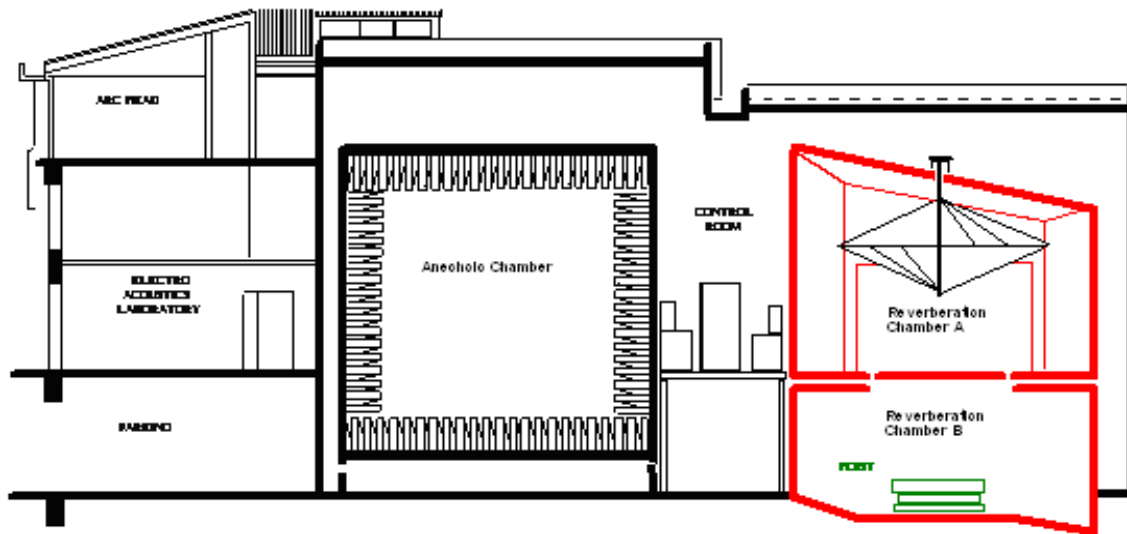 ELECTRO
ACOUSTICS
LABORATORY
PARKING
Anechoic Chamber
CONTROL
ROOM
Reverberation
Chamber A
Reverberation
Chamber B